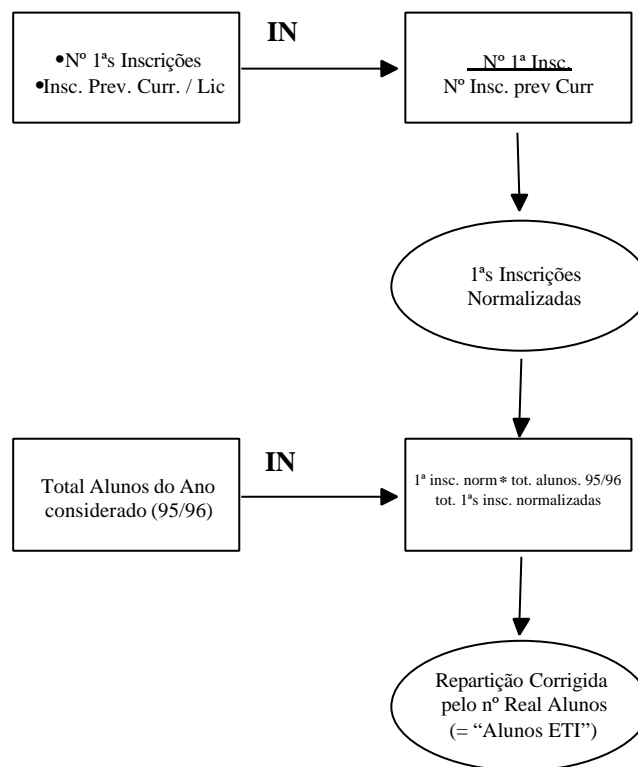 IN
•Nº 1ªs Inscrições
•Insc. Prev. Curr. / Lic
Nº 1ª Insc.
Nº Insc. prev Curr
1ªs Inscrições
Normalizadas
IN
Total Alunos do Ano
considerado (95/96)
1ª insc. norm * tot. alunos. 95/96
tot. 1ªs insc. normalizadas
Repartição Corrigida
pelo nº Real Alunos
(= “Alunos ETI”)